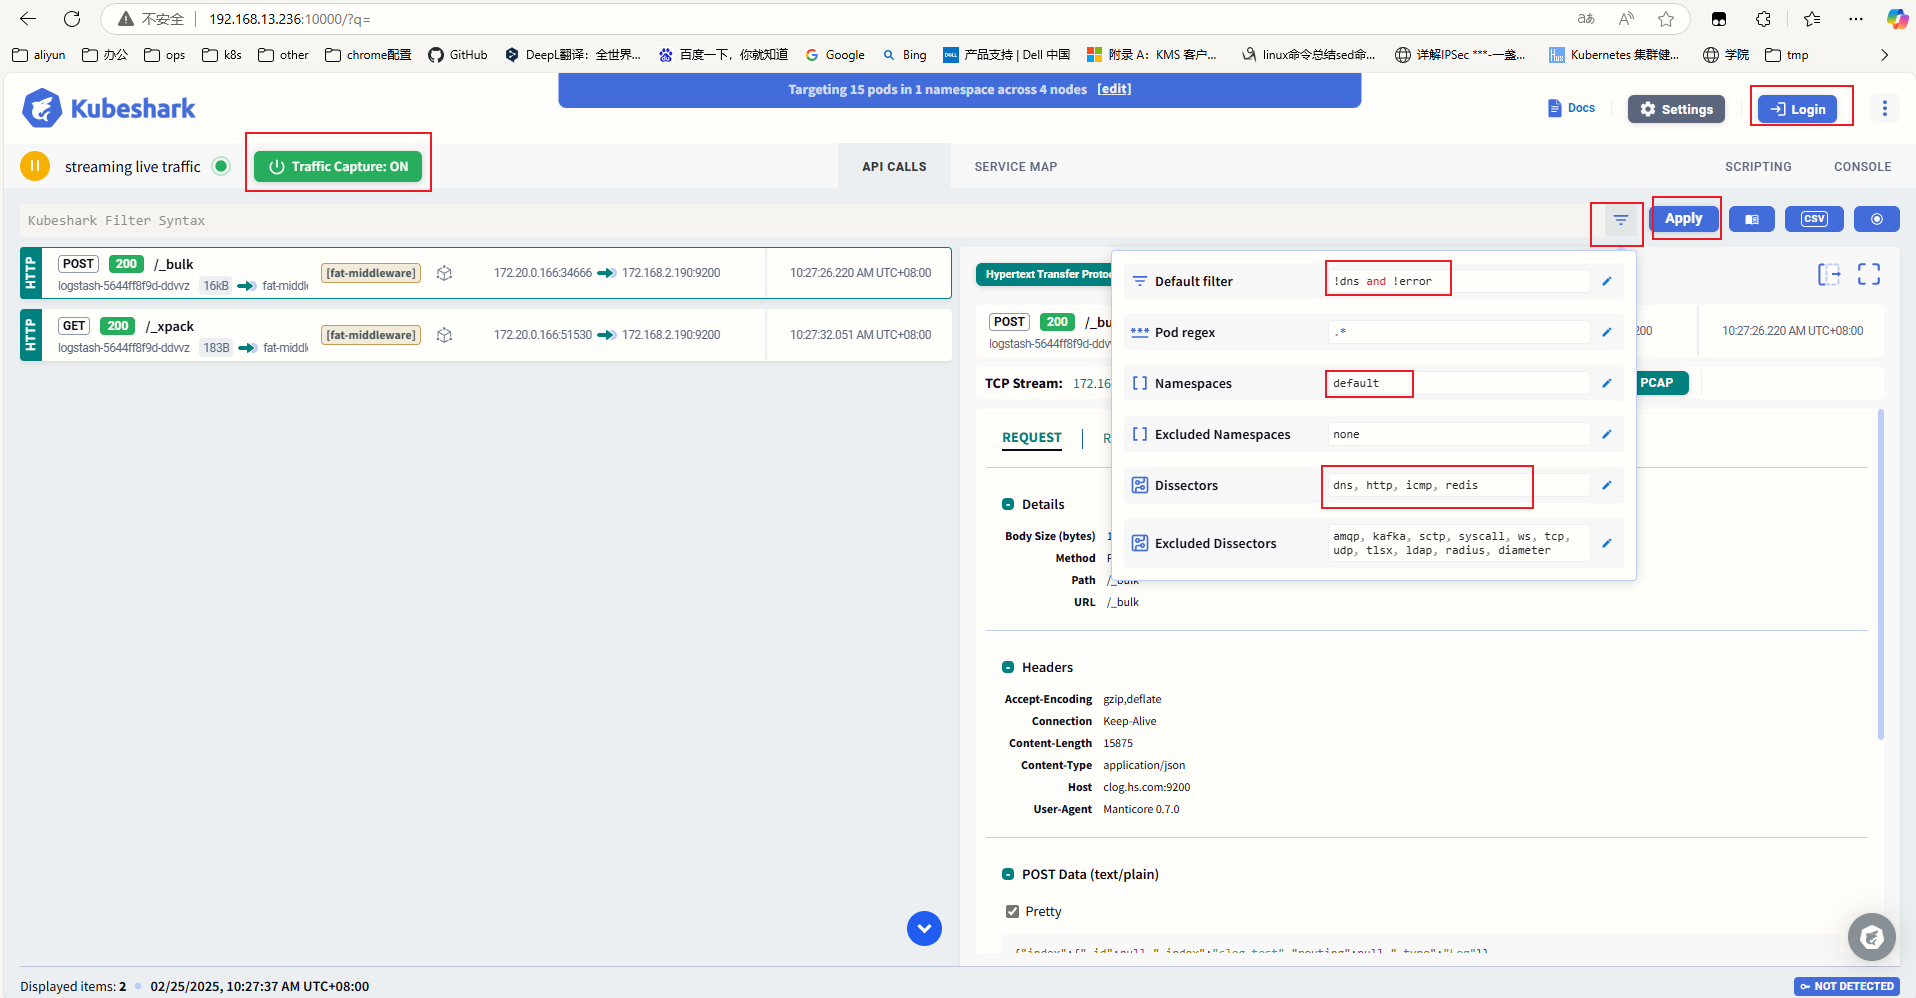 不安全 192.168.13.236:10000/?q=
aliyun 办公 ops k8s other chrome配置 GitHub DeepL翻译：全世界... 百度一下，你就知道 Google Bing 产品支持 | Dell 中国 附录 A：KMS 客户... linux命令总结sed命... 详解IPSec ***-一盏... Kubernetes 集群健... 学院 tmp
Targeting 15 pods in 1 namespace across 4 nodes [edit]
Kubeshark
Docs Settings Login
streaming live traffic Traffic Capture: ON API CALLS SERVICE MAP SCRIPTING CONSOLE
Kubeshark Filter Syntax Apply CSV
HTTP POST 200 /_bulk
logstash-5644ff8f9d-ddvvz 16kB fat-middl [fat-middleware] 172.20.0.166:34666 172.168.2.190:9200 10:27:26.220 AM UTC+08:00
HTTP GET 200 /_xpack
logstash-5644ff8f9d-ddvvz 183B fat-middl [fat-middleware] 172.20.0.166:51530 172.168.2.190:9200 10:27:32.051 AM UTC+08:00
Hypertext Transfer Protoc
POST 200 /_bu
logstash-5644ff8f9d-ddvv 200 10:27:26.220 AM UTC+08:00
TCP Stream: 172.16 PCAP
REQUEST R
Default filter !dns and !error
Pod regex .*
Namespaces default
Excluded Namespaces none
Dissectors dns, http, icmp, redis
Excluded Dissectors amqp, kafka, sctp, syscall, ws, tcp,
udp, tlsx, ldap, radius, diameter
Details
Body Size (bytes) 1
Method P
Path /_bulk
URL /_bulk
Headers
Accept-Encoding gzip,deflate
Connection Keep-Alive
Content-Length 15875
Content-Type application/json
Host clog.hs.com:9200
User-Agent Manticore 0.7.0
POST Data (text/plain)
Pretty
{"index":{"_id":null,"_index":"clog_test","routing":null,"_type":"Log"}}
Displayed items: 2 02/25/2025, 10:27:37 AM UTC+08:00 NOT DETECTED